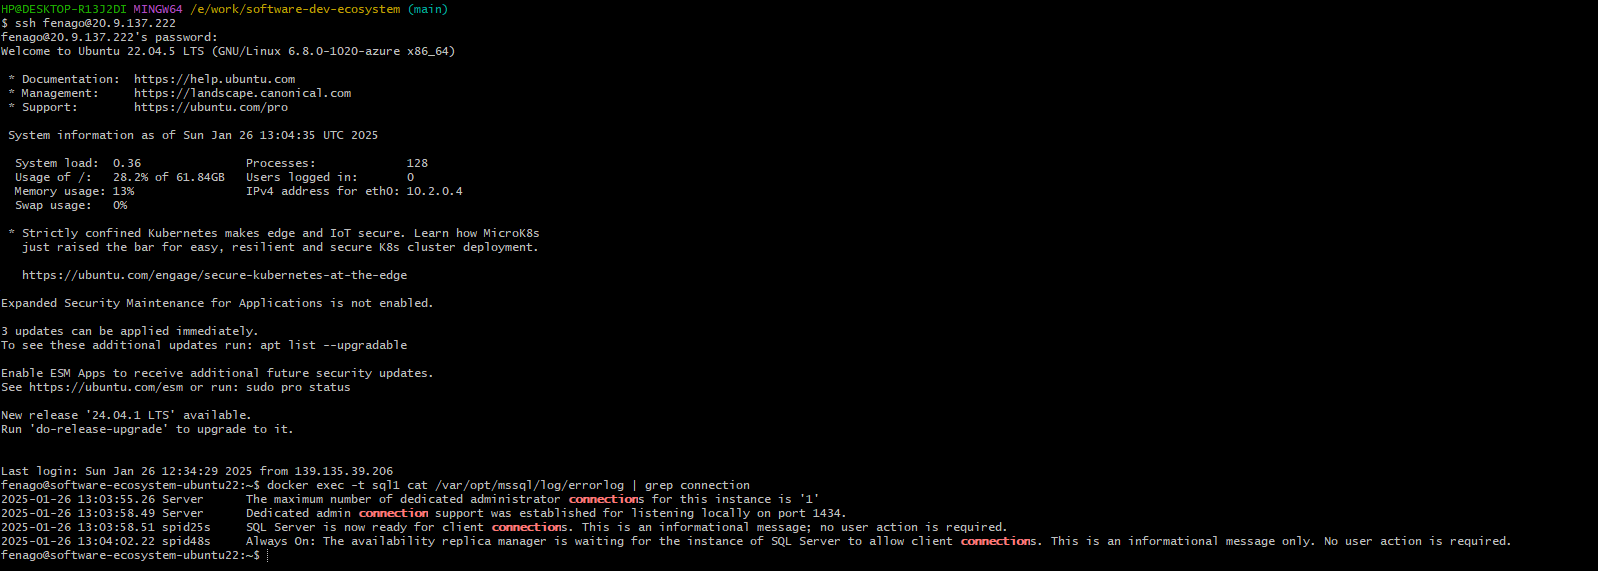 HP@DESKTOP-R13J2DI MINGW64 /e/work/software-dev-ecosystem (main)
$ ssh fenago@20.9.137.222
fenago@20.9.137.222's password:
Welcome to Ubuntu 22.04.5 LTS (GNU/Linux 6.8.0-1020-azure x86_64)
* Documentation:  https://help.ubuntu.com
* Management:     https://landscape.canonical.com
* Support:        https://ubuntu.com/pro
System information as of Sun Jan 26 13:04:35 UTC 2025
System load:  0.36               Processes:             128
Usage of /:   28.2% of 61.84GB   Users logged in:       0
Memory usage: 13%                IPv4 address for eth0: 10.2.0.4
Swap usage:   0%
* Strictly confined Kubernetes makes edge and IoT secure. Learn how MicroK8s
just raised the bar for easy, resilient and secure K8s cluster deployment.
https://ubuntu.com/engage/secure-kubernetes-at-the-edge
Expanded Security Maintenance for Applications is not enabled.
3 updates can be applied immediately.
To see these additional updates run: apt list --upgradable
Enable ESM Apps to receive additional future security updates.
See https://ubuntu.com/esm or run: sudo pro status
New release '24.04.1 LTS' available.
Run 'do-release-upgrade' to upgrade to it.
Last login: Sun Jan 26 12:34:29 2025 from 139.135.39.206
fenago@software-ecosystem-ubuntu22:~$ docker exec -t sql1 cat /var/opt/mssql/log/errorlog | grep connection
2025-01-26 13:03:55.26 Server      The maximum number of dedicated administrator connections for this instance is '1'
2025-01-26 13:03:58.49 Server      Dedicated admin connection support was established for listening locally on port 1434.
2025-01-26 13:03:58.51 spid25s     SQL Server is now ready for client connections. This is an informational message; no user action is required.
2025-01-26 13:04:02.22 spid48s     Always On: The availability replica manager is waiting for the instance of SQL Server to allow client connections. This is an informational message only. No user action is required.
fenago@software-ecosystem-ubuntu22:~$